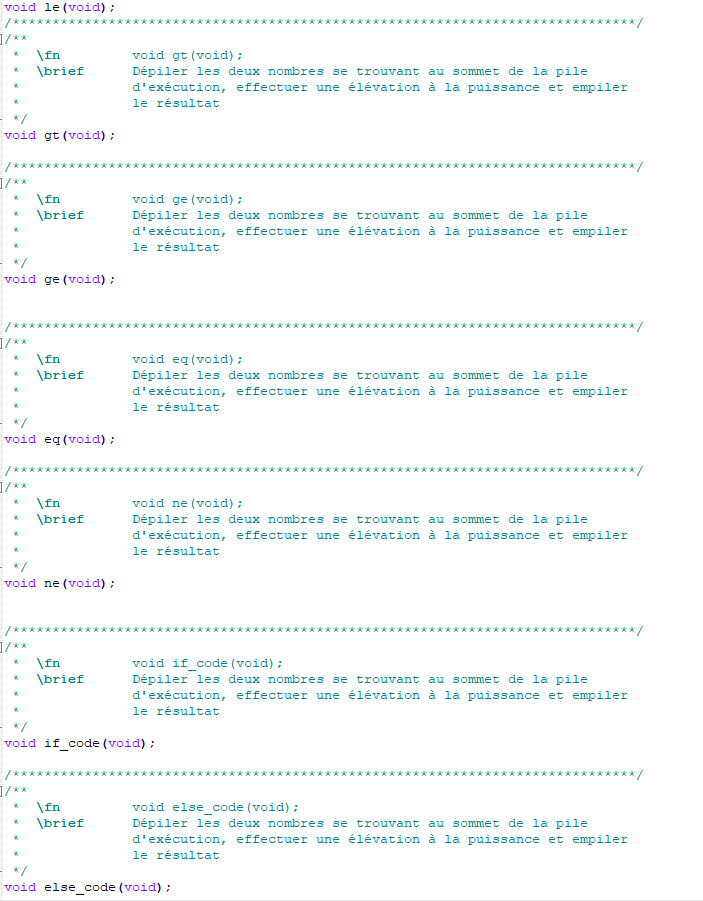 void le(void);
/*******************************************************************************/
/**
 *  \fn         void gt(void);
 *  \brief      Dépiler les deux nombres se trouvant au sommet de la pile
 *              d'exécution, effectuer une élévation à la puissance et empiler
 *              le résultat
 */
void gt(void);
/*******************************************************************************/
/**
 *  \fn         void ge(void);
 *  \brief      Dépiler les deux nombres se trouvant au sommet de la pile
 *              d'exécution, effectuer une élévation à la puissance et empiler
 *              le résultat
 */
void ge(void);
/*******************************************************************************/
/**
 *  \fn         void eq(void);
 *  \brief      Dépiler les deux nombres se trouvant au sommet de la pile
 *              d'exécution, effectuer une élévation à la puissance et empiler
 *              le résultat
 */
void eq(void);
/*******************************************************************************/
/**
 *  \fn         void ne(void);
 *  \brief      Dépiler les deux nombres se trouvant au sommet de la pile
 *              d'exécution, effectuer une élévation à la puissance et empiler
 *              le résultat
 */
void ne(void);
/*******************************************************************************/
/**
 *  \fn         void if_code(void);
 *  \brief      Dépiler les deux nombres se trouvant au sommet de la pile
 *              d'exécution, effectuer une élévation à la puissance et empiler
 *              le résultat
 */
void if_code(void);
/*******************************************************************************/
/**
 *  \fn         void else_code(void);
 *  \brief      Dépiler les deux nombres se trouvant au sommet de la pile
 *              d'exécution, effectuer une élévation à la puissance et empiler
 *              le résultat
 */
void else_code(void);